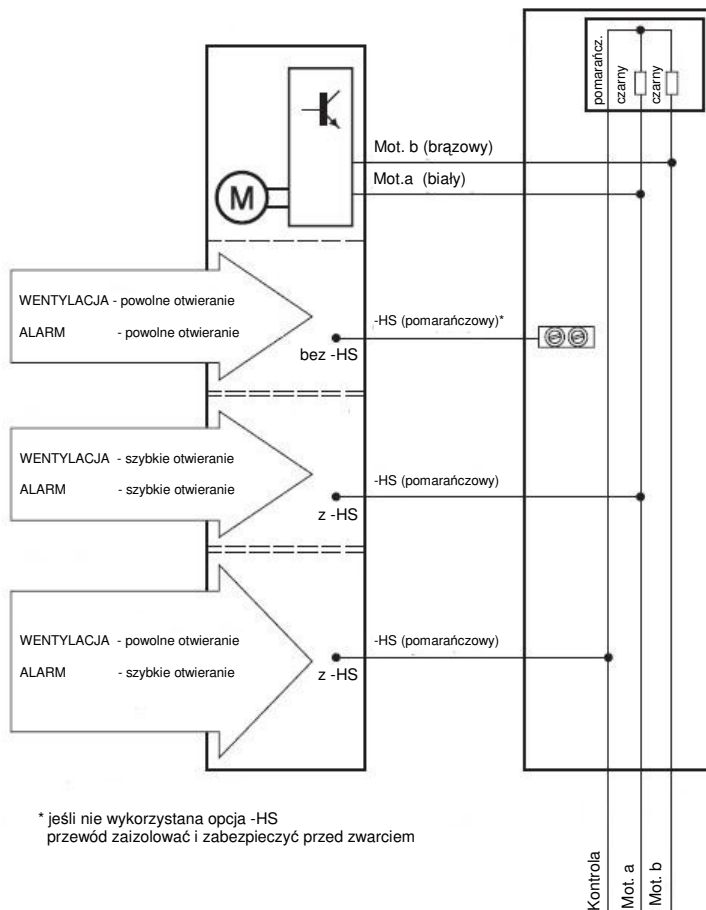 pomarańcz.
czarny
czarny
Mot. b (brązowy)
Mot.a (biały)
M
WENTYLACJA - powolne otwieranie
ALARM - powolne otwieranie
-HS (pomarańczowy)*
bez -HS
WENTYLACJA - szybkie otwieranie
ALARM - szybkie otwieranie
-HS (pomarańczowy)
z -HS
WENTYLACJA - powolne otwieranie
ALARM - szybkie otwieranie
-HS (pomarańczowy)
z -HS
* jeśli nie wykorzystana opcja -HS
przewód zaizolować i zabezpieczyć przed zwarciem
Kontrola
Mot. a
Mot. b